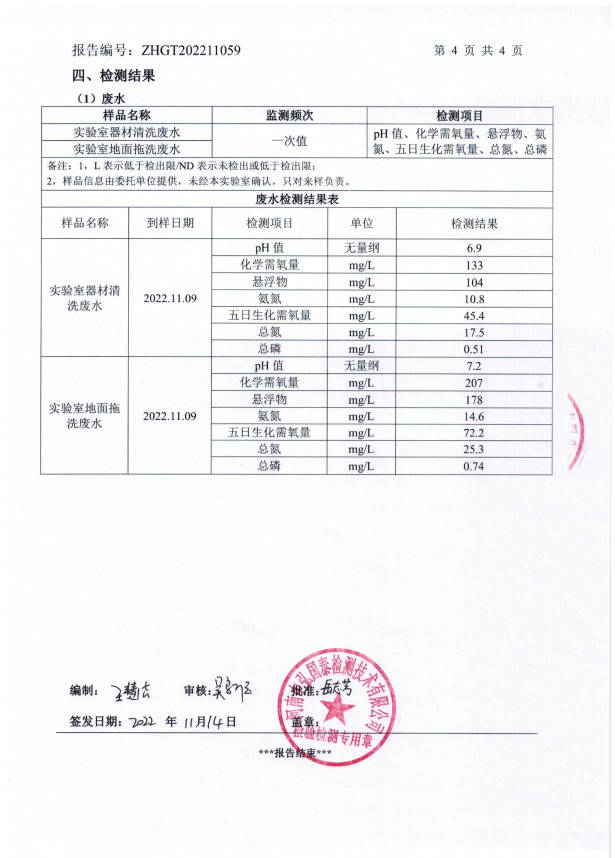 报告编号：ZHGT202211059 第 4 页 共 4 页
四、检测结果
（1）废水
样品名称 监测频次 检测项目
实验室器材清洗废水 一次值 pH 值、化学需氧量、悬浮物、氨
实验室地面拖洗废水 氮、五日生化需氧量、总氮、总磷
备注：1，L 表示低于检出限/ND 表示未检出或低于检出限；
2，样品信息由委托单位提供，未经本实验室确认，只对来样负责。
废水检测结果表
样品名称 到样日期 检测项目 单位 检测结果
实验室器材清
洗废水
2022.11.09
pH 值 无量纲 6.9
化学需氧量 mg/L 133
悬浮物 mg/L 104
氨氮 mg/L 10.8
五日生化需氧量 mg/L 45.4
总氮 mg/L 17.5
总磷 mg/L 0.51
实验室地面拖
洗废水
2022.11.09
pH 值 无量纲 7.2
化学需氧量 mg/L 207
悬浮物 mg/L 178
氨氮 mg/L 14.6
五日生化需氧量 mg/L 72.2
总氮 mg/L 25.3
总磷 mg/L 0.74
编制： 审核： 批准：
签发日期：2022 年 11 月 14 日 盖章：
国泰检测技术有限公司
检验检测专用章
***报告结束***